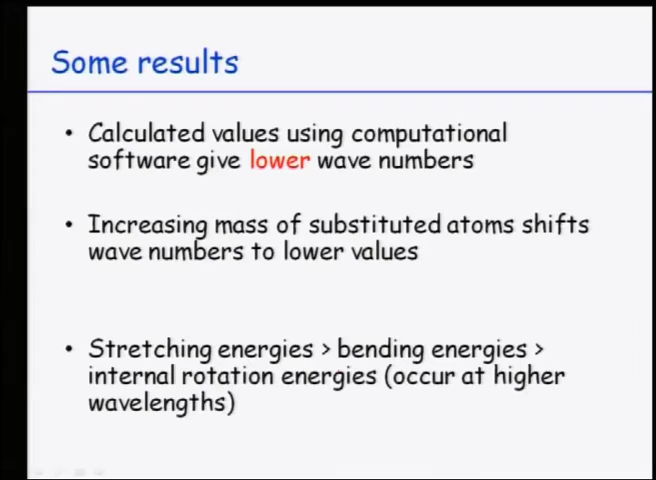 Some results
• Calculated values using computational
software give lower wave numbers
• Increasing mass of substituted atoms shifts
wave numbers to lower values
• Stretching energies > bending energies >
internal rotation energies (occur at higher
wavelengths)